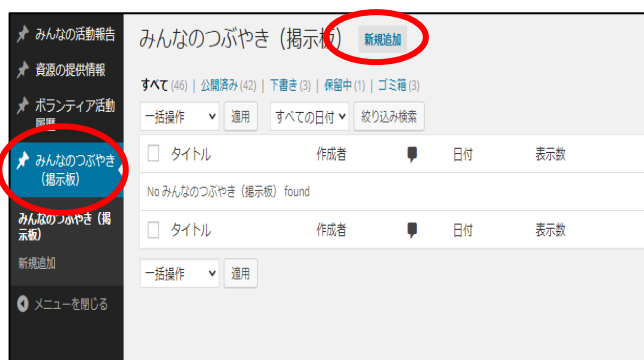 みんなの活動報告
資源の提供情報
ボランティア活動
履歴
みんなのつぶやき
(掲示板)
みんなのつぶやき (掲
示板)
新規追加
メニューを閉じる
みんなのつぶやき (掲示板) 新規追加
すべて (46) | 公開済み (42) | 下書き (3) | 保留中 (1) | ゴミ箱 (3)
一括操作 適用 すべての日付 絞り込み検索
タイトル 作成者 日付 表示数
No みんなのつぶやき (掲示板) found
タイトル 作成者 日付 表示数
一括操作 適用